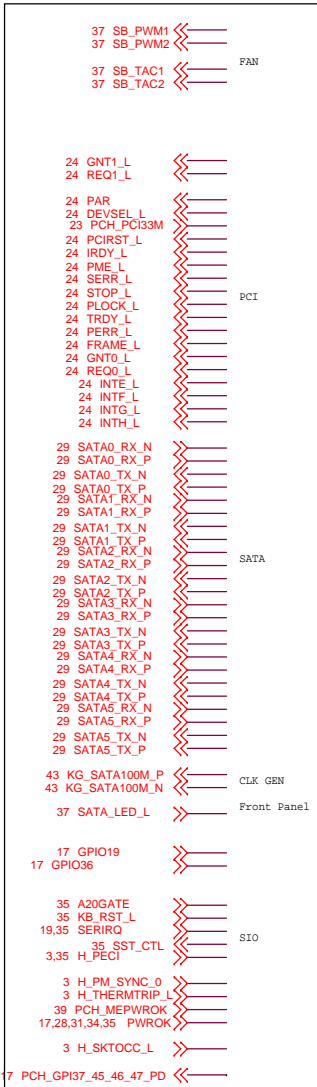 37 SB_PWM1
37 SB_PWM2
FAN
37 SB_TAC1
37 SB_TAC2
24 GNT1_L
24 REQ1_L
24 PAR
24 DEVSEL_L
23 PCH_PCI33M
24 PCIRST_L
24 IRDY_L
24 PME_L
24 SERR_L
24 STOP_L
PCI
24 PLOCK_L
24 TRDY_L
24 PERR_L
24 FRAME_L
24 GNT0_L
24 REQ0_L
24 INTE_L
24 INTF_L
24 INTG_L
24 INTH_L
29 SATA0_RX_N
29 SATA0_RX_P
29 SATA0_TX_N
29 SATA0_TX_P
29 SATA1_RX_N
29 SATA1_RX_P
29 SATA1_TX_N
29 SATA1_TX_P
29 SATA2_RX_N
SATA
29 SATA2_RX_P
29 SATA2_TX_N
29 SATA2_TX_P
29 SATA3_RX_N
29 SATA3_RX_P
29 SATA3_TX_N
29 SATA3_TX_P
29 SATA4_RX_N
29 SATA4_RX_P
29 SATA4_TX_N
29 SATA4_TX_P
29 SATA5_RX_N
29 SATA5_RX_P
29 SATA5_TX_N
29 SATA5_TX_P
43 KG_SATA100M_P
CLK GEN
43 KG_SATA100M_N
Front Panel
37 SATA_LED_L
17 GPIO19
17 GPIO36
35 A20GATE
35 KB_RST_L
19,35 SERIRQ
SIO
35 SST_CTL
3,35 H_PECI
3 H_PM_SYNC_0
3 H_THERMTRIP_L
39 PCH_MEPWROK
17,28,31,34,35 PWROK
3 H_SKTOCC_L
17 PCH_GPI37_45_46_47_PD